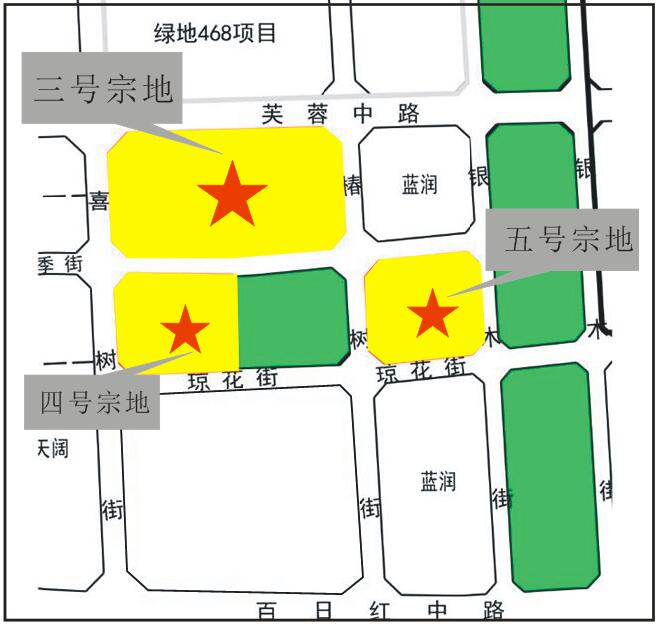 绿地468项目
三号宗地
芙蓉中路
喜树街
椿树街
蓝润
银木街
银木
五号宗地
季街
琼花街
琼花街
四号宗地
天阔
蓝润
街
百日红中路